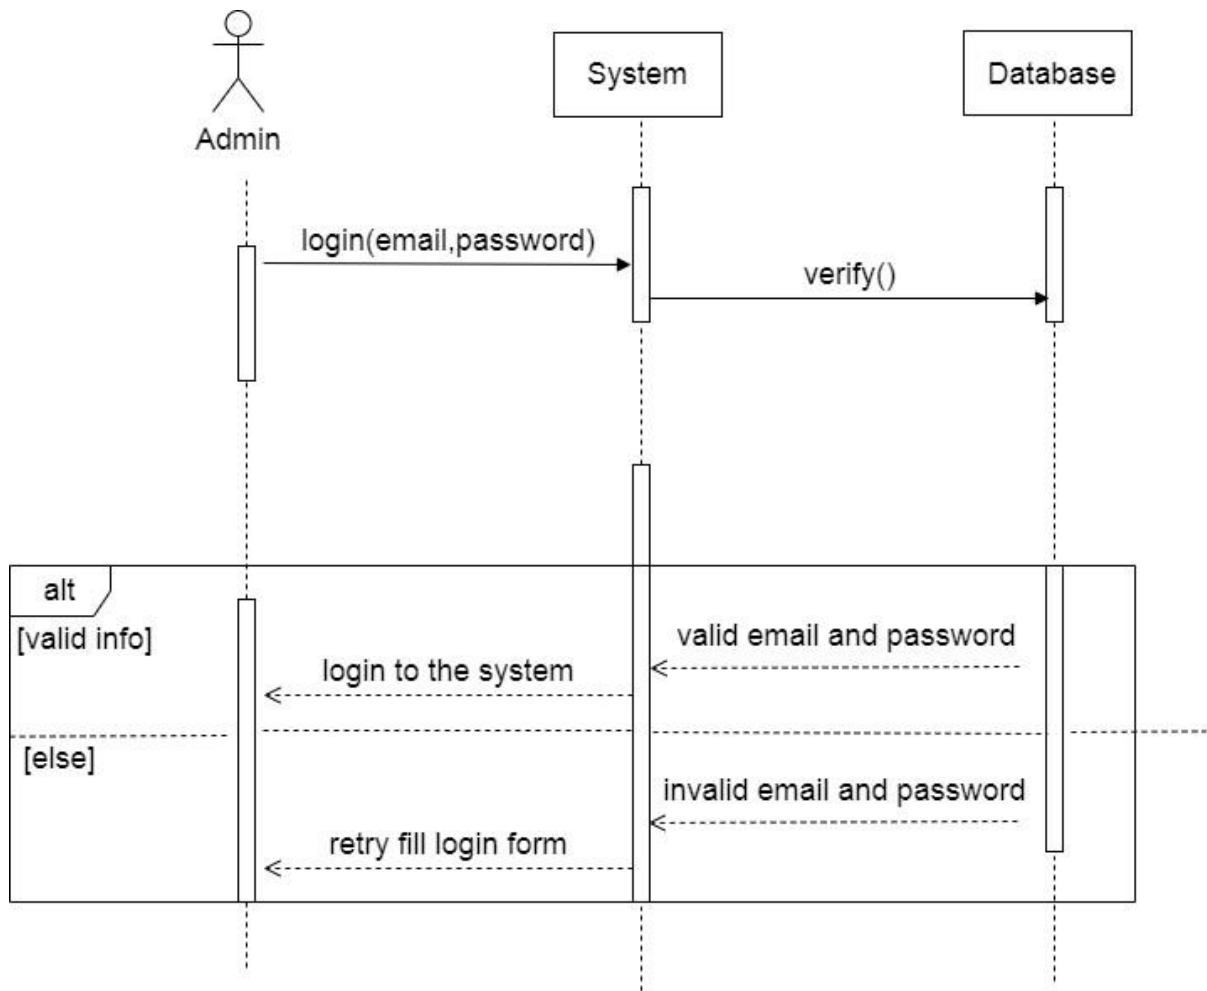 System
Database
Admin
login(email,password)
verify()
alt
[valid info]
valid email and password
login to the system
[else]
invalid email and password
retry fill login form